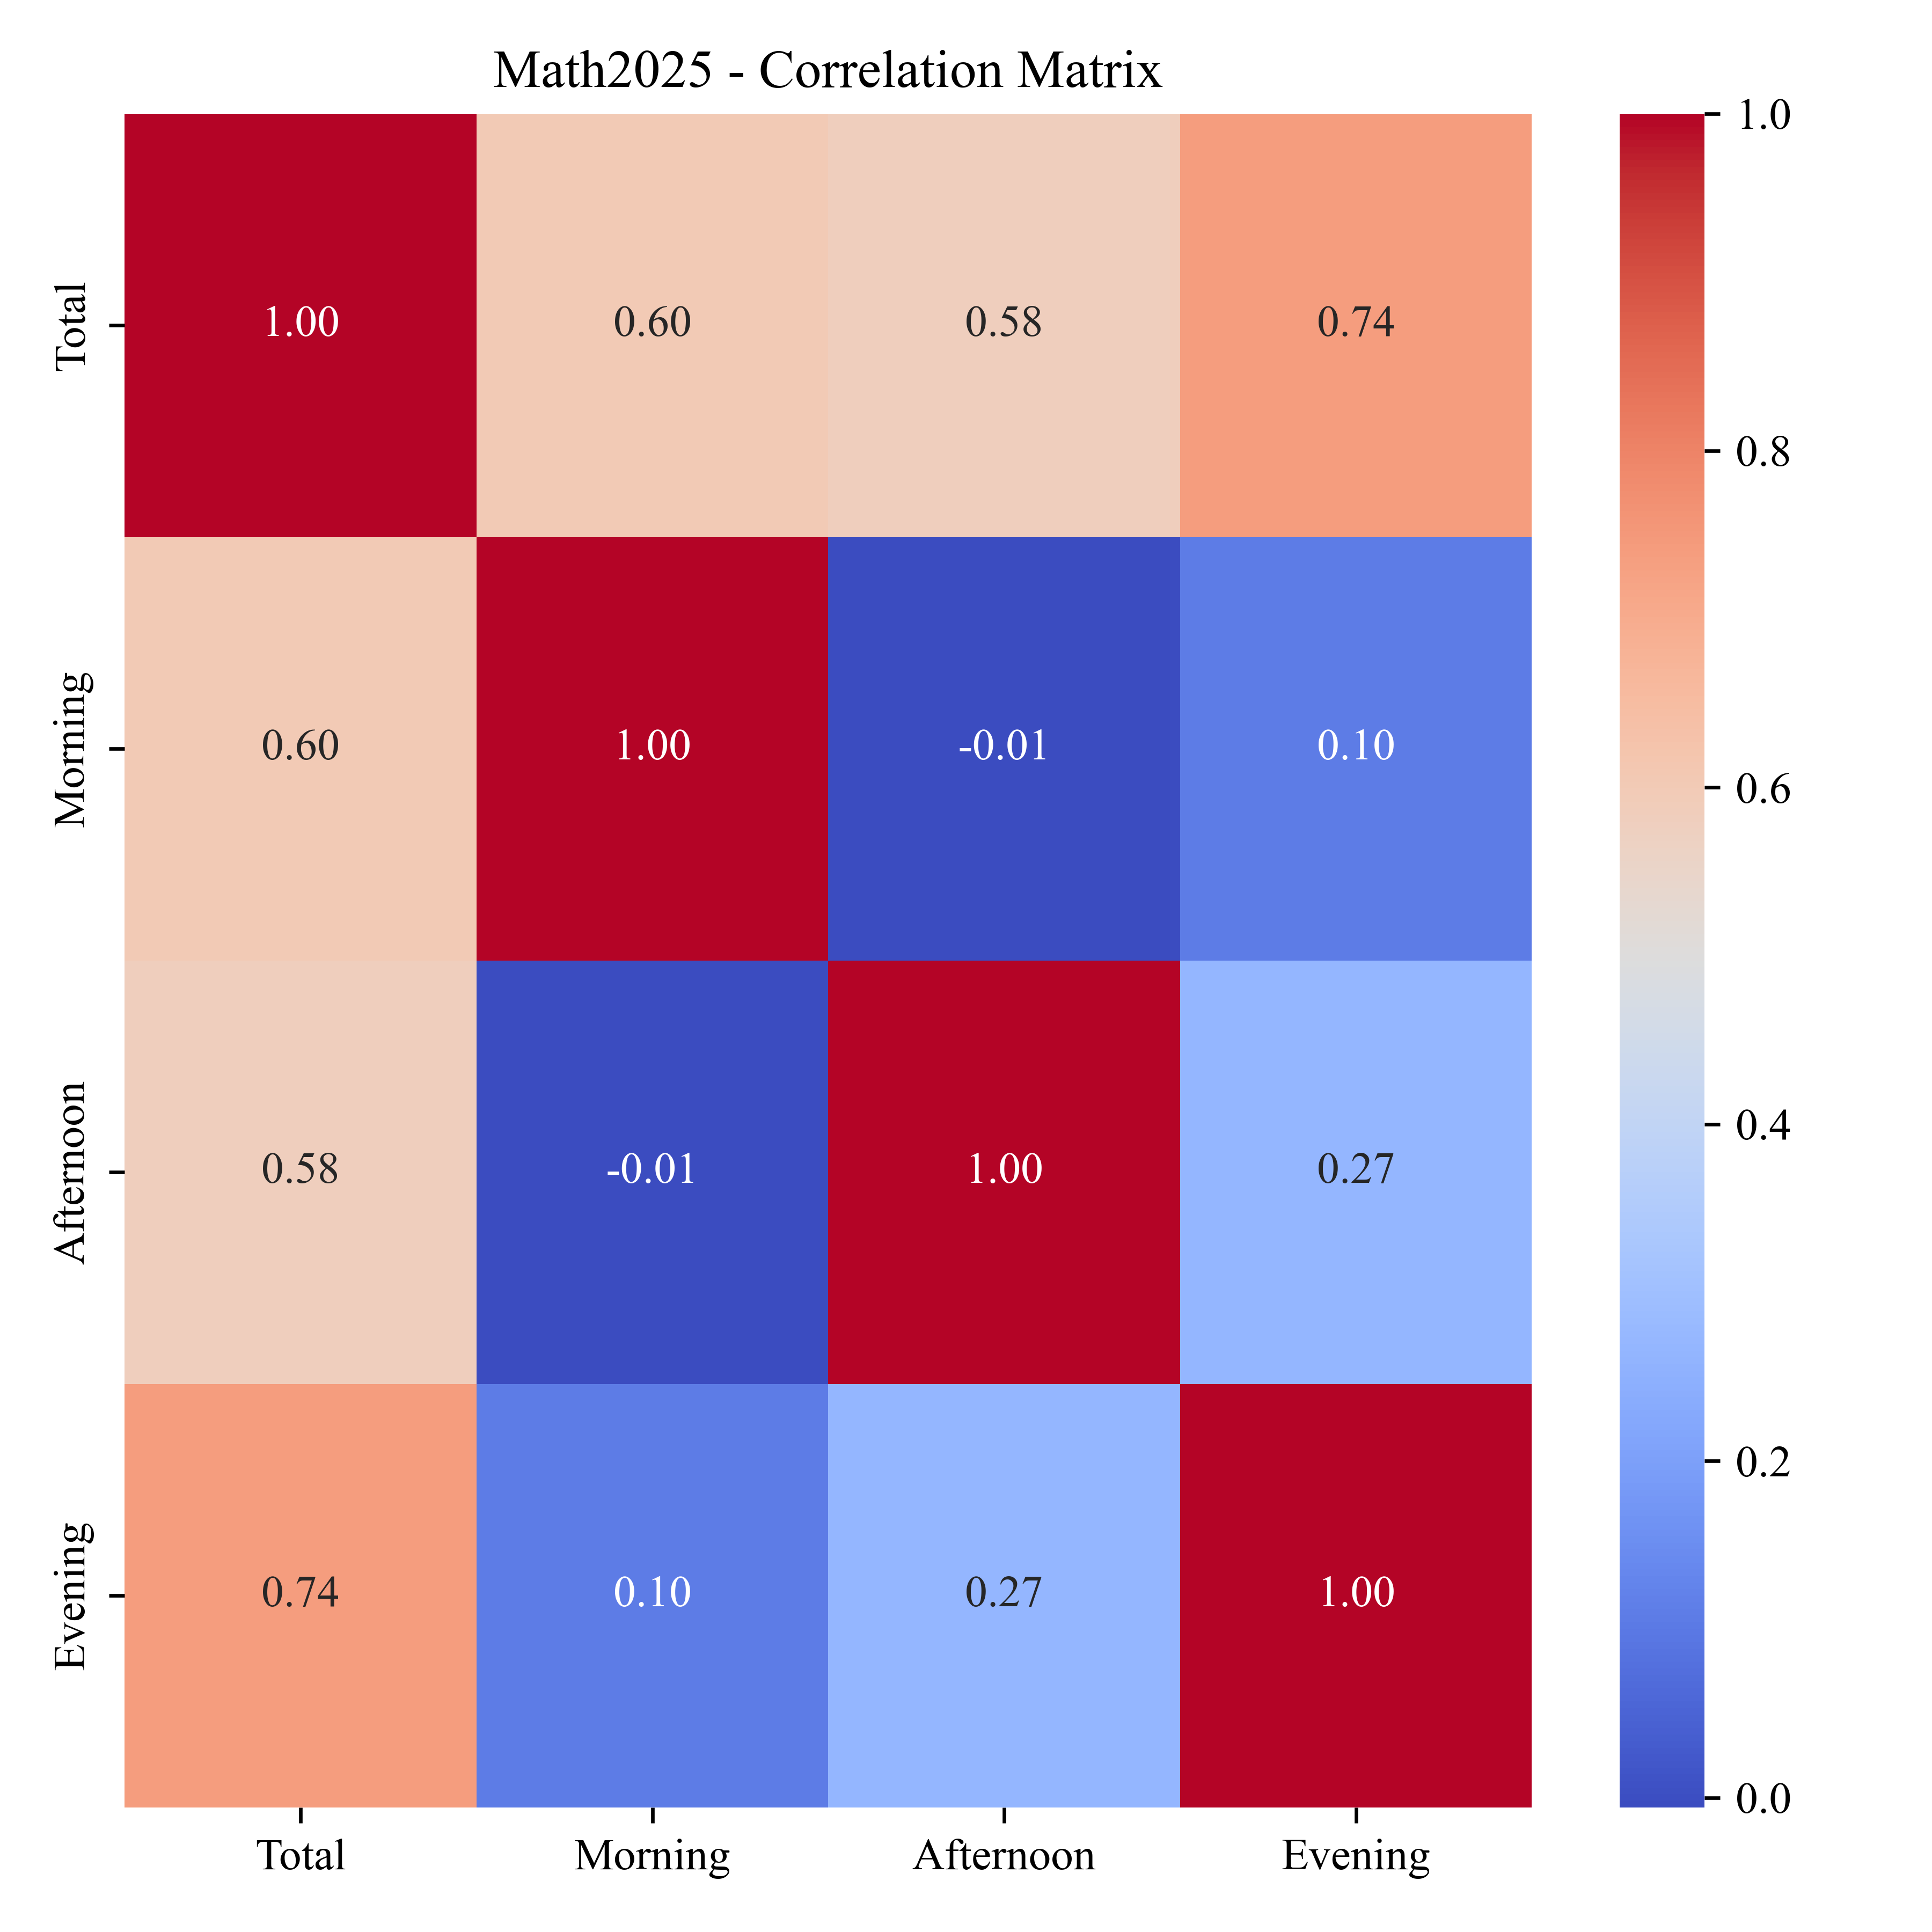 Math2025 - Correlation Matrix
Total 1.00 0.60 0.58 0.74
Morning 0.60 1.00 -0.01 0.10
Afternoon 0.58 -0.01 1.00 0.27
Evening 0.74 0.10 0.27 1.00
Total Morning Afternoon Evening
1.0
0.8
0.6
0.4
0.2
0.0